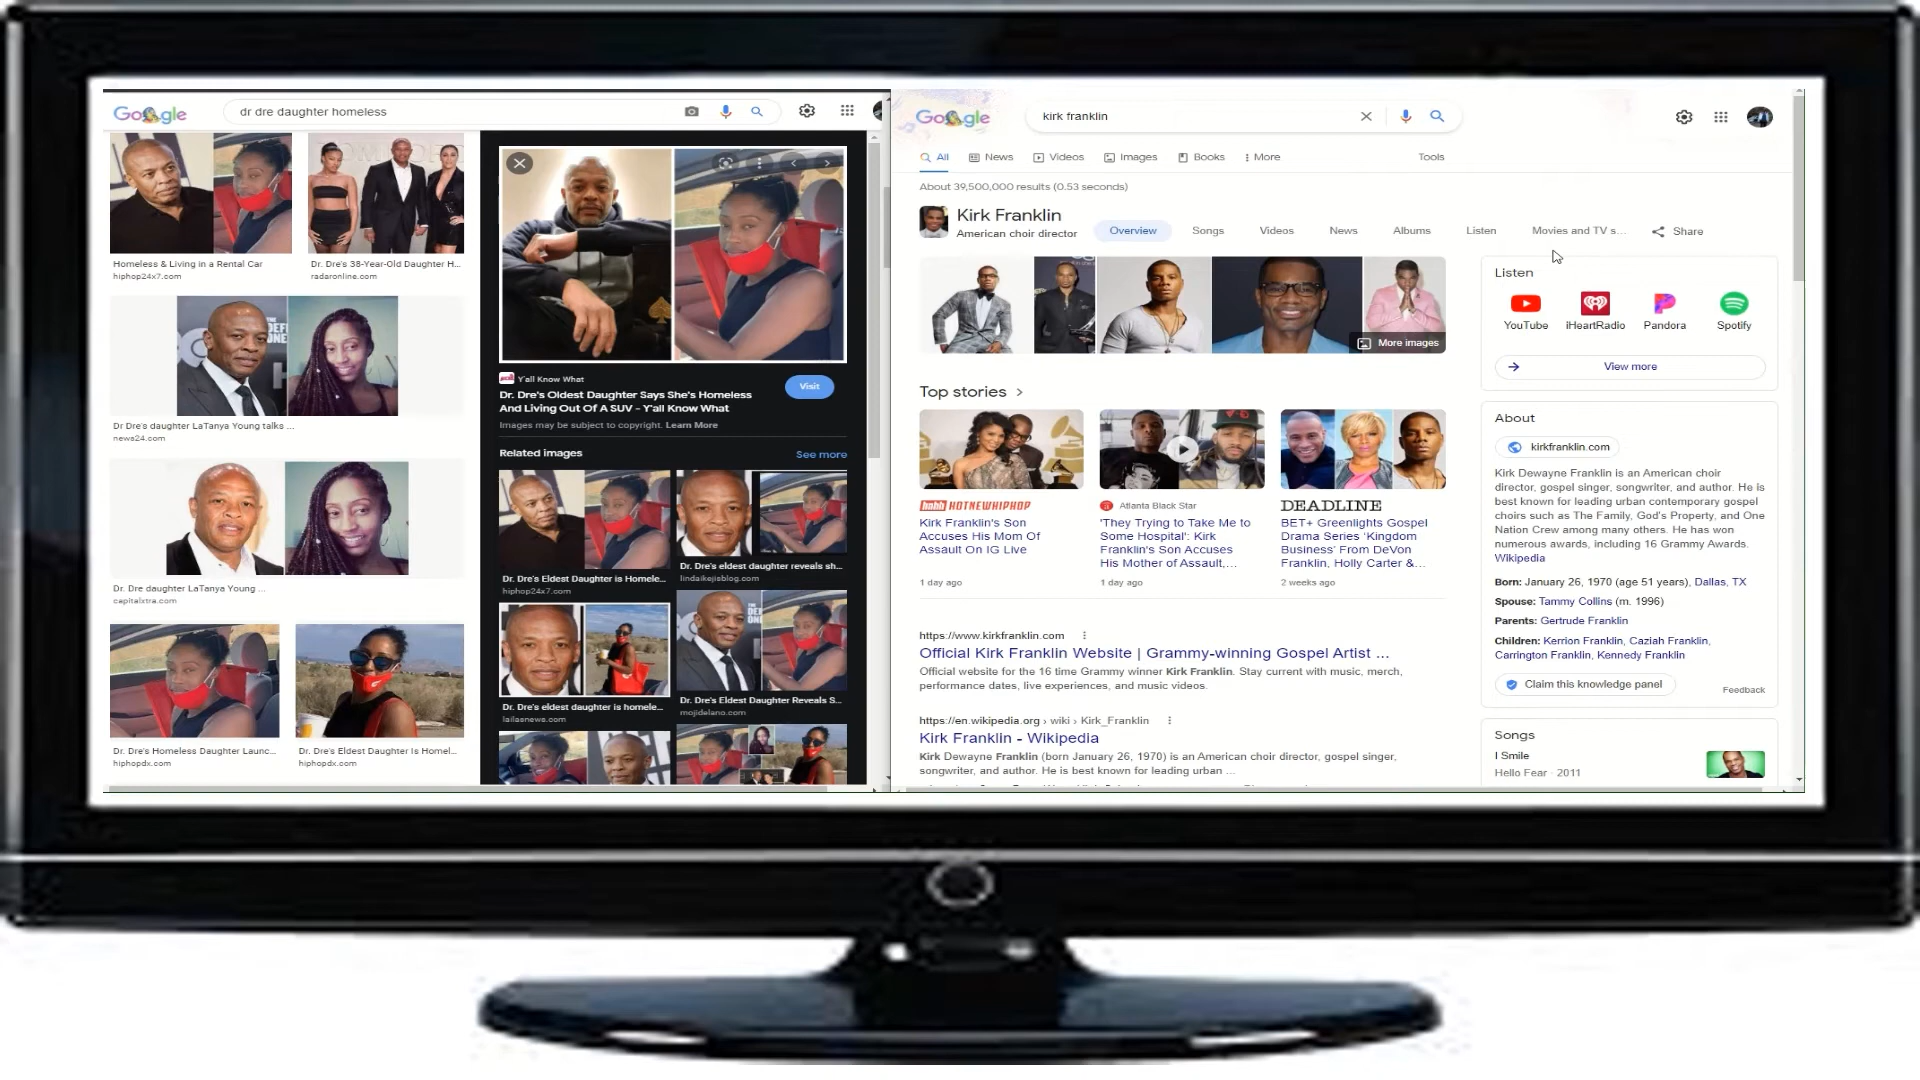 Google
dr dre daughter homeless
Homeless & Living in a Rental Car
hiphop24x7.com
Dr. Dre's 38-Year-Old Daughter H...
radaronline.com
Dr Dre's daughter LaTanya Young talks ...
news24.com
Dr. Dre daughter LaTanya Young ...
capitalxtra.com
Dr. Dre's Homeless Daughter Launc...
hiphopdx.com
Dr. Dre's Eldest Daughter Is Homel...
hiphopdx.com
Y'all Know What
Dr. Dre's Oldest Daughter Says She's Homeless
And Living Out Of A SUV - Y'all Know What
Visit
Images may be subject to copyright. Learn More
Related images
See more
Dr. Dre's Eldest Daughter is Homele...
hiphop24x7.com
Dr. Dre's eldest daughter reveals sh...
lindaikejisblog.com
Dr. Dre's eldest daughter is homele...
lailasnews.com
Dr. Dre's Eldest Daughter Reveals S...
mojidelano.com
Google
kirk franklin
All
News
Videos
Images
Books
More
Tools
About 39,500,000 results (0.53 seconds)
Kirk Franklin
American choir director
Overview
Songs
Videos
News
Albums
Listen
Movies and TV s...
Share
More images
Top stories
HNHH HOTNEWHIPHOP
Kirk Franklin's Son
Accuses His Mom Of
Assault On IG Live
1 day ago
Atlanta Black Star
'They Trying to Take Me to
Some Hospital': Kirk
Franklin's Son Accuses
His Mother of Assault,...
1 day ago
DEADLINE
BET+ Greenlights Gospel
Drama Series 'Kingdom
Business' From DeVon
Franklin, Holly Carter &...
2 weeks ago
https://www.kirkfranklin.com
Official Kirk Franklin Website | Grammy-winning Gospel Artist ...
Official website for the 16 time Grammy winner Kirk Franklin. Stay current with music, merch,
performance dates, live experiences, and music videos.
https://en.wikipedia.org › wiki › Kirk_Franklin
Kirk Franklin - Wikipedia
Kirk Dewayne Franklin (born January 26, 1970) is an American choir director, gospel singer,
songwriter, and author. He is best known for leading urban ...
Listen
YouTube
iHeartRadio
Pandora
Spotify
View more
About
kirkfranklin.com
Kirk Dewayne Franklin is an American choir
director, gospel singer, songwriter, and author. He is
best known for leading urban contemporary gospel
choirs such as The Family, God's Property, and One
Nation Crew among many others. He has won
numerous awards, including 16 Grammy Awards.
Wikipedia
Born: January 26, 1970 (age 51 years), Dallas, TX
Spouse: Tammy Collins (m. 1996)
Parents: Gertrude Franklin
Children: Kerrion Franklin, Caziah Franklin,
Carrington Franklin, Kennedy Franklin
Claim this knowledge panel
Feedback
Songs
I Smile
Hello Fear · 2011